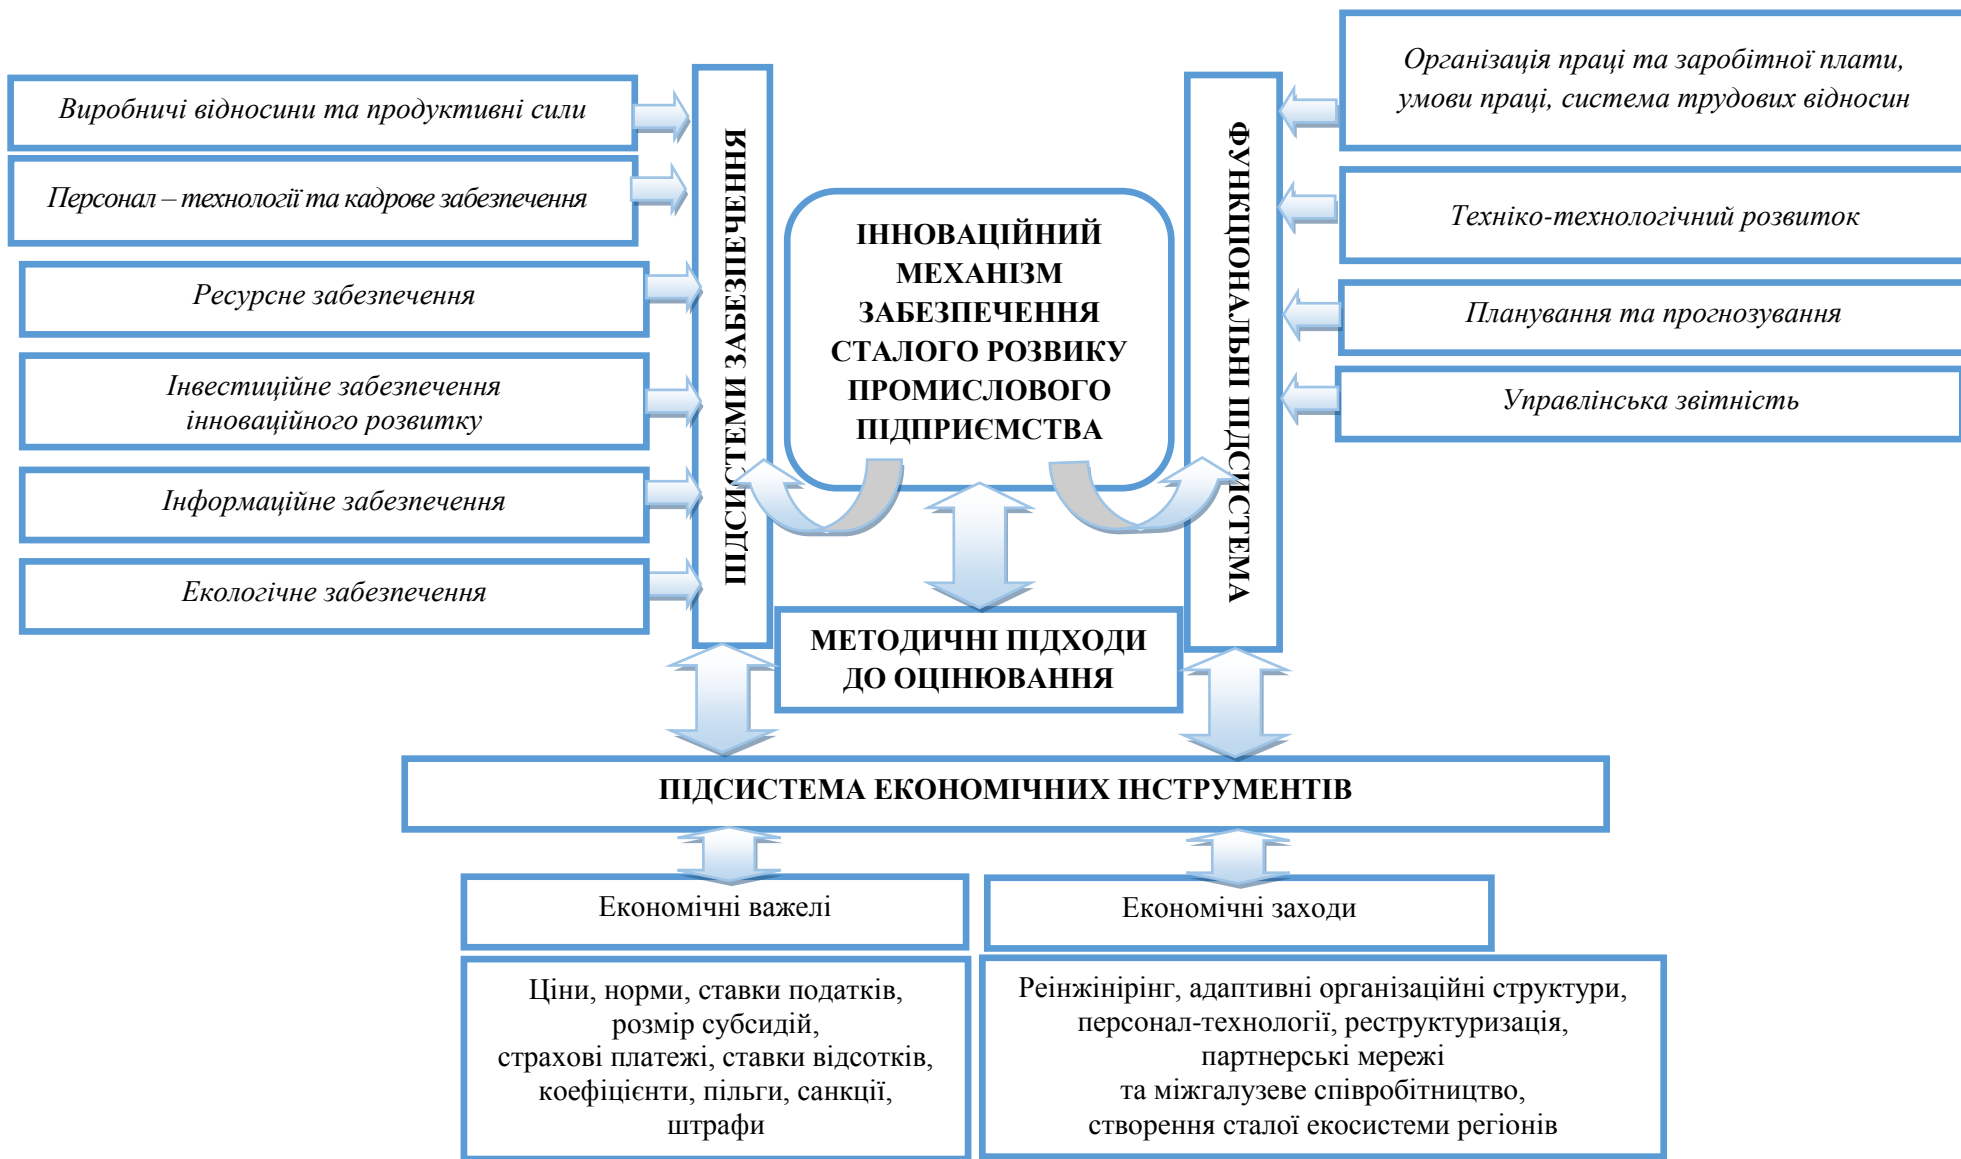 Виробничі відносини та продуктивні сили
Персонал – технології та кадрове забезпечення
Ресурсне забезпечення
Інвестиційне забезпечення
інноваційного розвитку
Інформаційне забезпечення
Екологічне забезпечення
ПІДСИСТЕМИ ЗАБЕЗПЕЧЕННЯ
ІННОВАЦІЙНИЙ
МЕХАНІЗМ
ЗАБЕЗПЕЧЕННЯ
СТАЛОГО РОЗВИКУ
ПРОМИСЛОВОГО
ПІДПРИЄМСТВА
ФУНКЦІОНАЛЬНІ ПІДСИСТЕМА
Організація праці та заробітної плати,
умови праці, система трудових відносин
Техніко-технологічний розвиток
Планування та прогнозування
Управлінська звітність
МЕТОДИЧНІ ПІДХОДИ
ДО ОЦІНЮВАННЯ
ПІДСИСТЕМА ЕКОНОМІЧНИХ ІНСТРУМЕНТІВ
Економічні важелі
Ціни, норми, ставки податків,
розмір субсидій,
страхові платежі, ставки відсотків,
коефіцієнти, пільги, санкції,
штрафи
Економічні заходи
Реінжинірінг, адаптивні організаційні структури,
персонал-технології, реструктуризація,
партнерські мережі
та міжгалузеве співробітництво,
створення сталої екосистеми регіонів